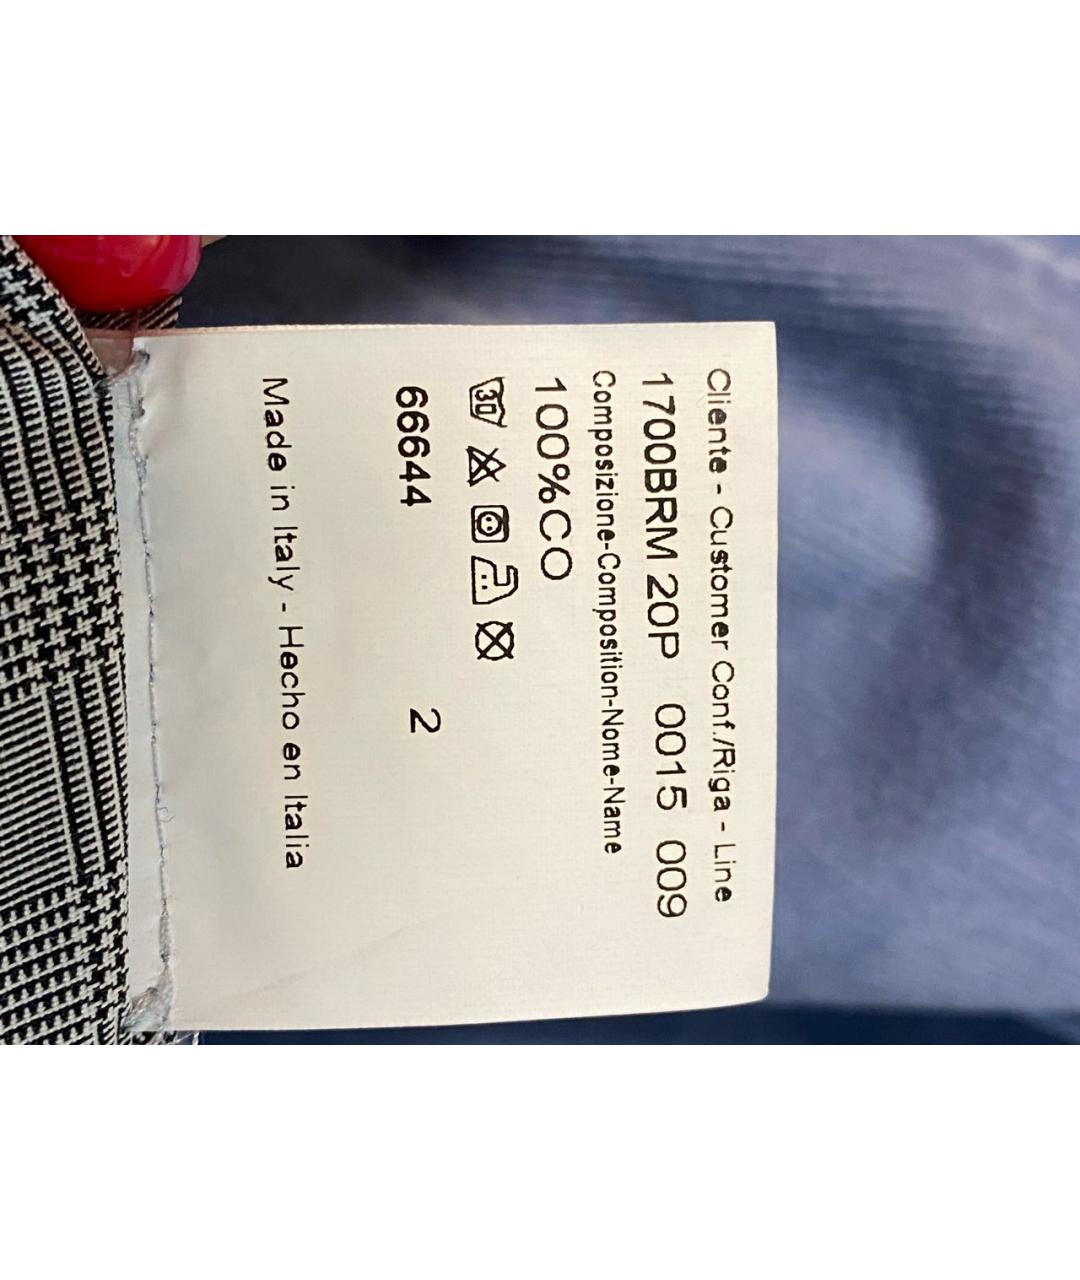 Cliente - Customer Conf./Riga - Line
1700BRM 20P 0015 009
Composizione-Composition-Nome-Name
100%CO
30
66644 2
Made in Italy - Hecho en Italia